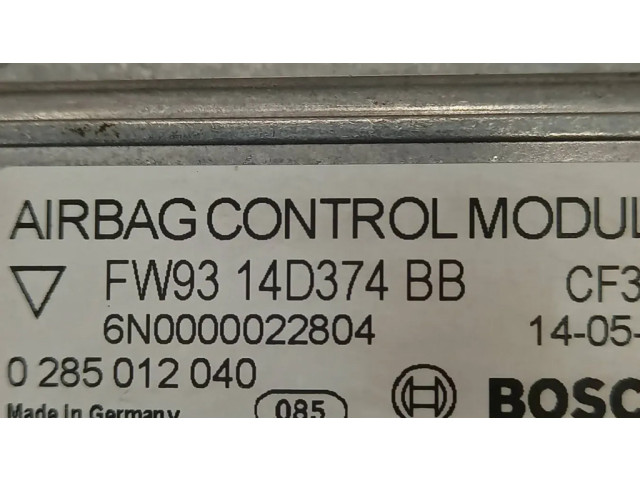 AIRBAG CONTROL MODUL
FW93 14D374 BB CF3
6N0000022804 14-05-
0 285 012 040
Made in Germany 085 BOSC